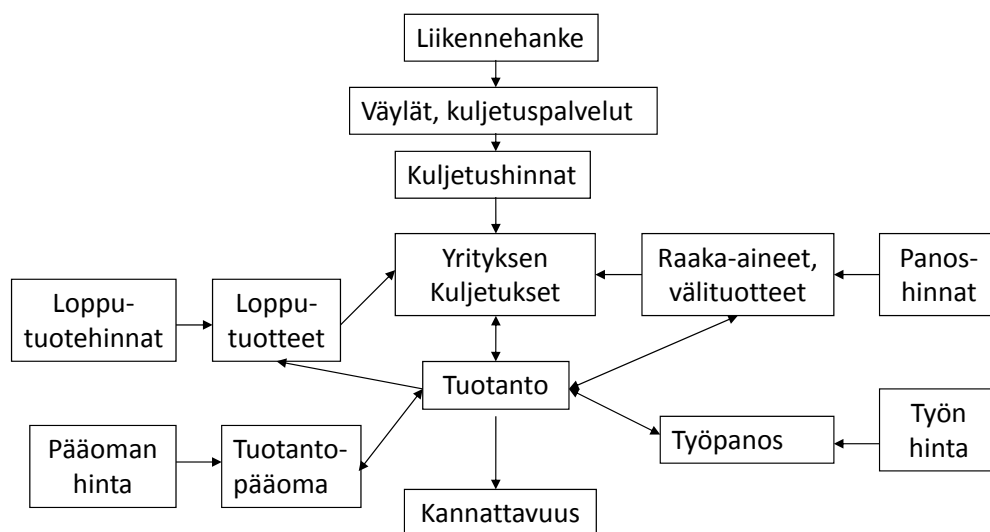 Liikennehanke
Väylät, kuljetuspalvelut
Kuljetushinnat
Yrityksen
Kuljetukset
Raaka-aineet,
välituotteet
Panos-
hinnat
Loppu-
tuotehinnat
Loppu-
tuotteet
Tuotanto
Työpanos
Työn
hinta
Pääoman
hinta
Tuotanto-
pääoma
Kannattavuus